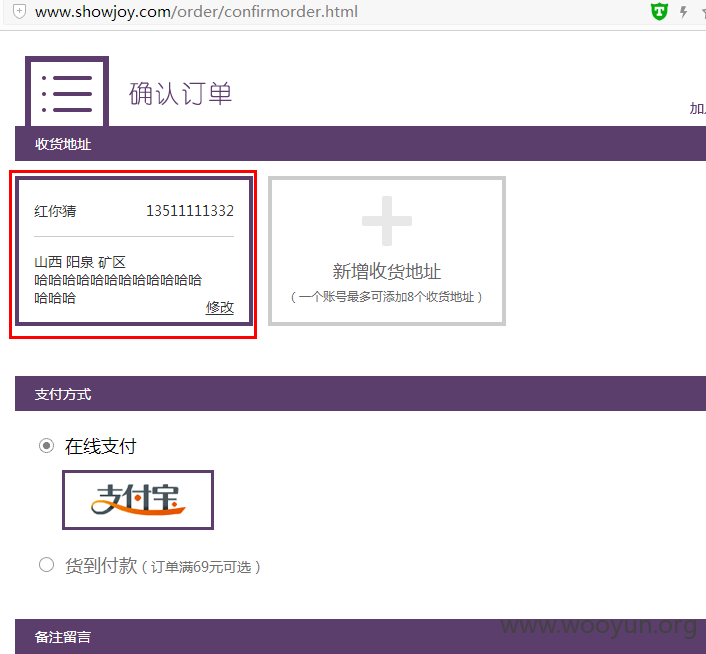 www.showjoy.com/order/confirmorder.html
确认订单
加
收货地址
红你猜 13511111332
山西 阳泉 矿区
哈哈哈哈哈哈哈哈哈哈哈哈
哈哈哈
修改
新增收货地址
（一个账号最多可添加8个收货地址）
支付方式
在线支付
支付宝
货到付款（订单满69元可选）
备注留言
www.wooyun.org